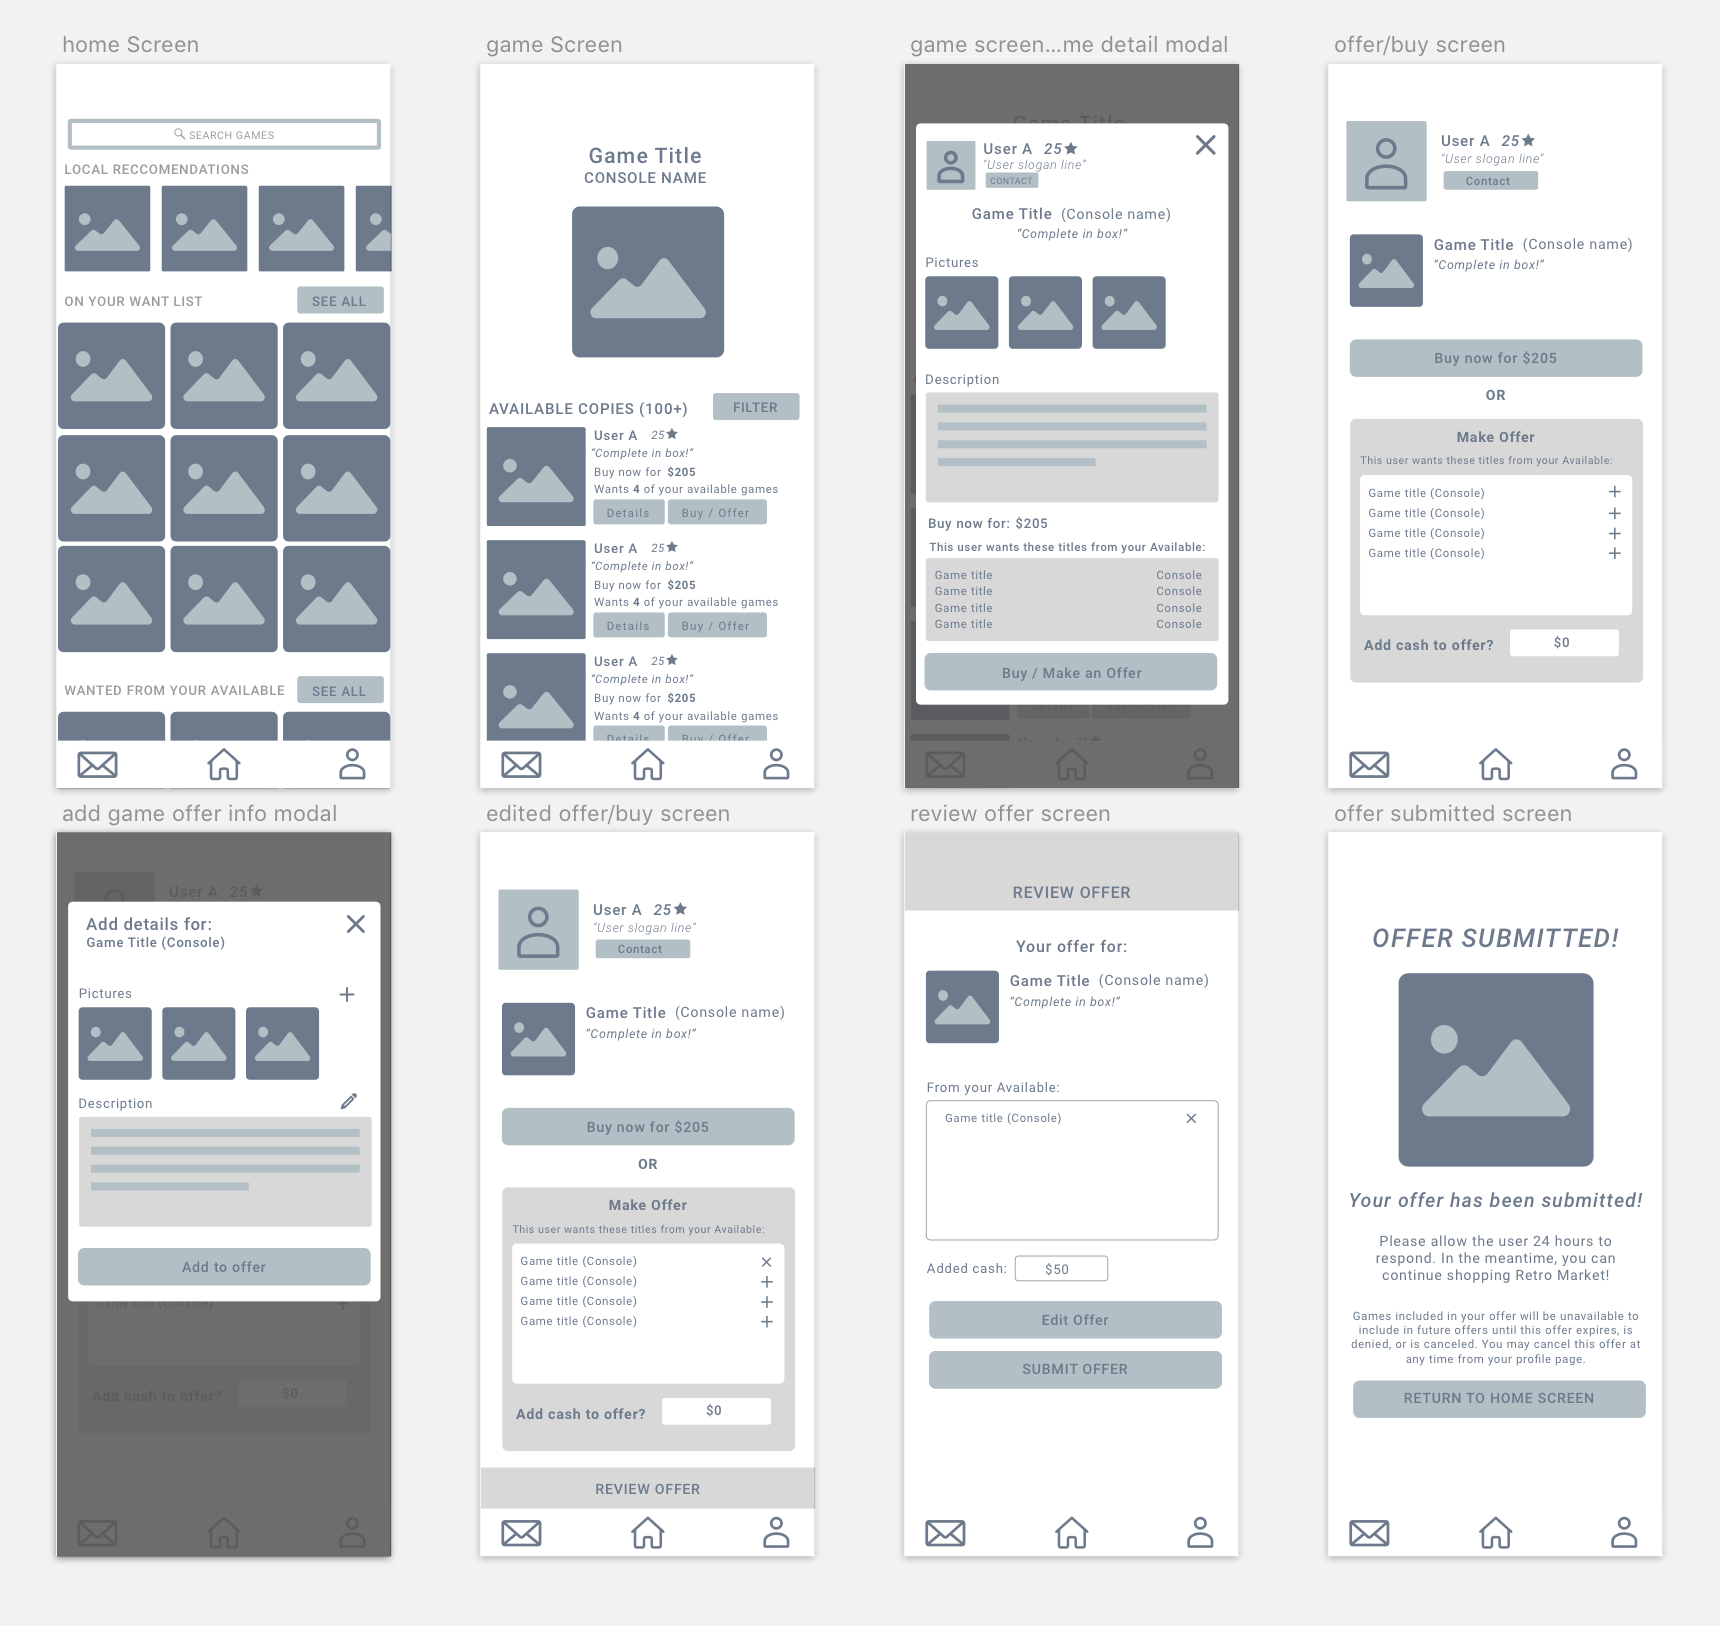 home Screen
SEARCH GAMES
LOCAL RECCOMENDATIONS
ON YOUR WANT LIST
SEE ALL
WANTED FROM YOUR AVAILABLE
SEE ALL
game Screen
Game Title
CONSOLE NAME
AVAILABLE COPIES (100+)
FILTER
User A 25★
“Complete in box!”
Buy now for $205
Wants 4 of your available games
Details
Buy / Offer
User A 25★
“Complete in box!”
Buy now for $205
Wants 4 of your available games
Details
Buy / Offer
User A 25★
“Complete in box!”
Buy now for $205
Wants 4 of your available games
Details
Buy / Offer
game screen...me detail modal
Game Title
User A 25★
“User slogan line”
CONTACT
Game Title (Console name)
“Complete in box!”
Pictures
Description
Buy now for: $205
This user wants these titles from your Available:
Game title Console
Game title Console
Game title Console
Game title Console
Buy / Make an Offer
offer/buy screen
User A 25★
“User slogan line”
Contact
Game Title (Console name)
“Complete in box!”
Buy now for $205
OR
Make Offer
This user wants these titles from your Available:
Game title (Console)
Game title (Console)
Game title (Console)
Game title (Console)
Add cash to offer? $0
add game offer info modal
User A 25★
Add details for:
Game Title (Console)
Pictures
Description
Add to offer
Game title (Console)
Add cash to offer? $0
edited offer/buy screen
User A 25★
“User slogan line”
Contact
Game Title (Console name)
“Complete in box!”
Buy now for $205
OR
Make Offer
This user wants these titles from your Available:
Game title (Console)
Game title (Console)
Game title (Console)
Game title (Console)
Add cash to offer? $0
REVIEW OFFER
review offer screen
REVIEW OFFER
Your offer for:
Game Title (Console name)
“Complete in box!”
From your Available:
Game title (Console)
Added cash: $50
Edit Offer
SUBMIT OFFER
offer submitted screen
OFFER SUBMITTED!
Your offer has been submitted!
Please allow the user 24 hours to
respond. In the meantime, you can
continue shopping Retro Market!
Games included in your offer will be unavailable to
include in future offers until this offer expires, is
denied, or is canceled. You may cancel this offer at
any time from your profile page.
RETURN TO HOME SCREEN